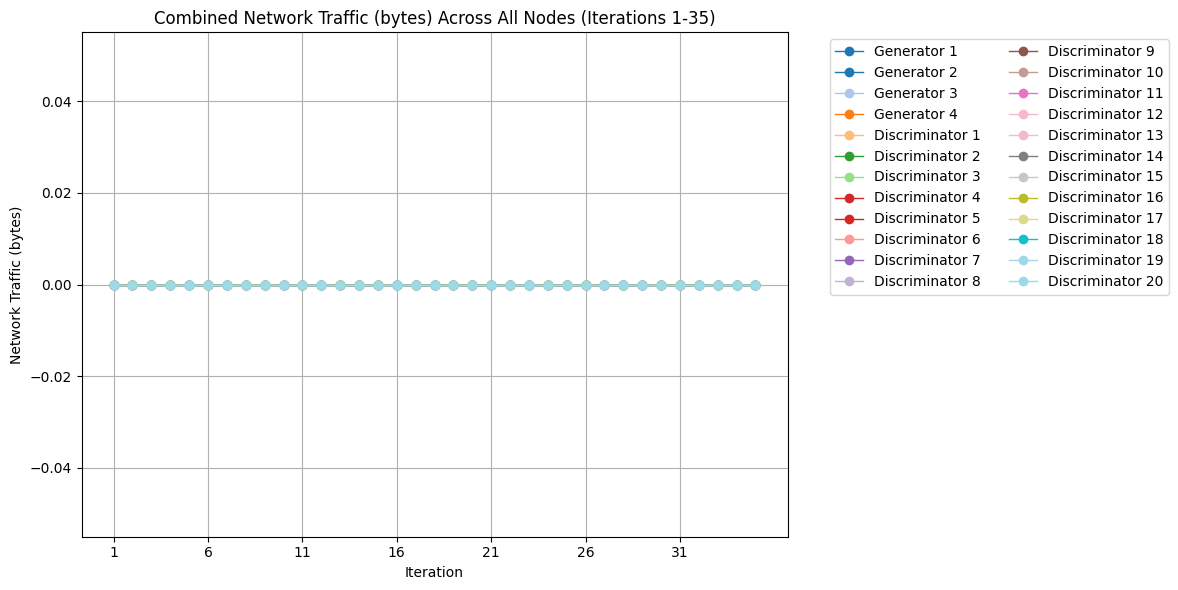 Combined Network Traffic (bytes) Across All Nodes (Iterations 1-35)
Network Traffic (bytes)
0.04
0.02
0.00
−0.02
−0.04
1 6 11 16 21 26 31
Iteration
Generator 1
Generator 2
Generator 3
Generator 4
Discriminator 1
Discriminator 2
Discriminator 3
Discriminator 4
Discriminator 5
Discriminator 6
Discriminator 7
Discriminator 8
Discriminator 9
Discriminator 10
Discriminator 11
Discriminator 12
Discriminator 13
Discriminator 14
Discriminator 15
Discriminator 16
Discriminator 17
Discriminator 18
Discriminator 19
Discriminator 20